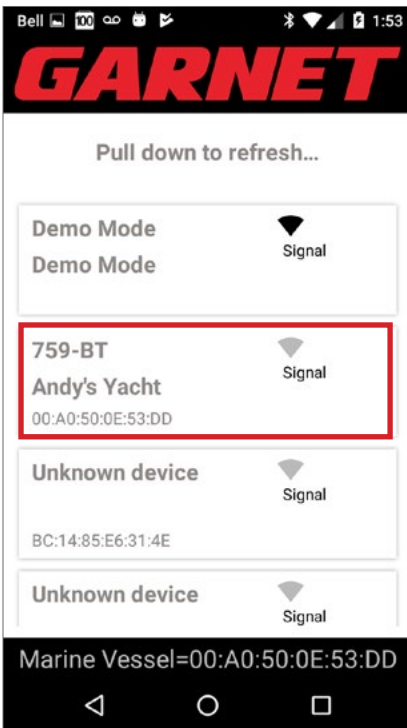 Bell 100 1:53
GARNET
Pull down to refresh...
Demo Mode
Signal
Demo Mode
759-BT
Signal
Andy's Yacht
00:A0:50:0E:53:DD
Unknown device
Signal
BC:14:85:E6:31:4E
Unknown device
Signal
Marine Vessel=00:A0:50:0E:53:DD